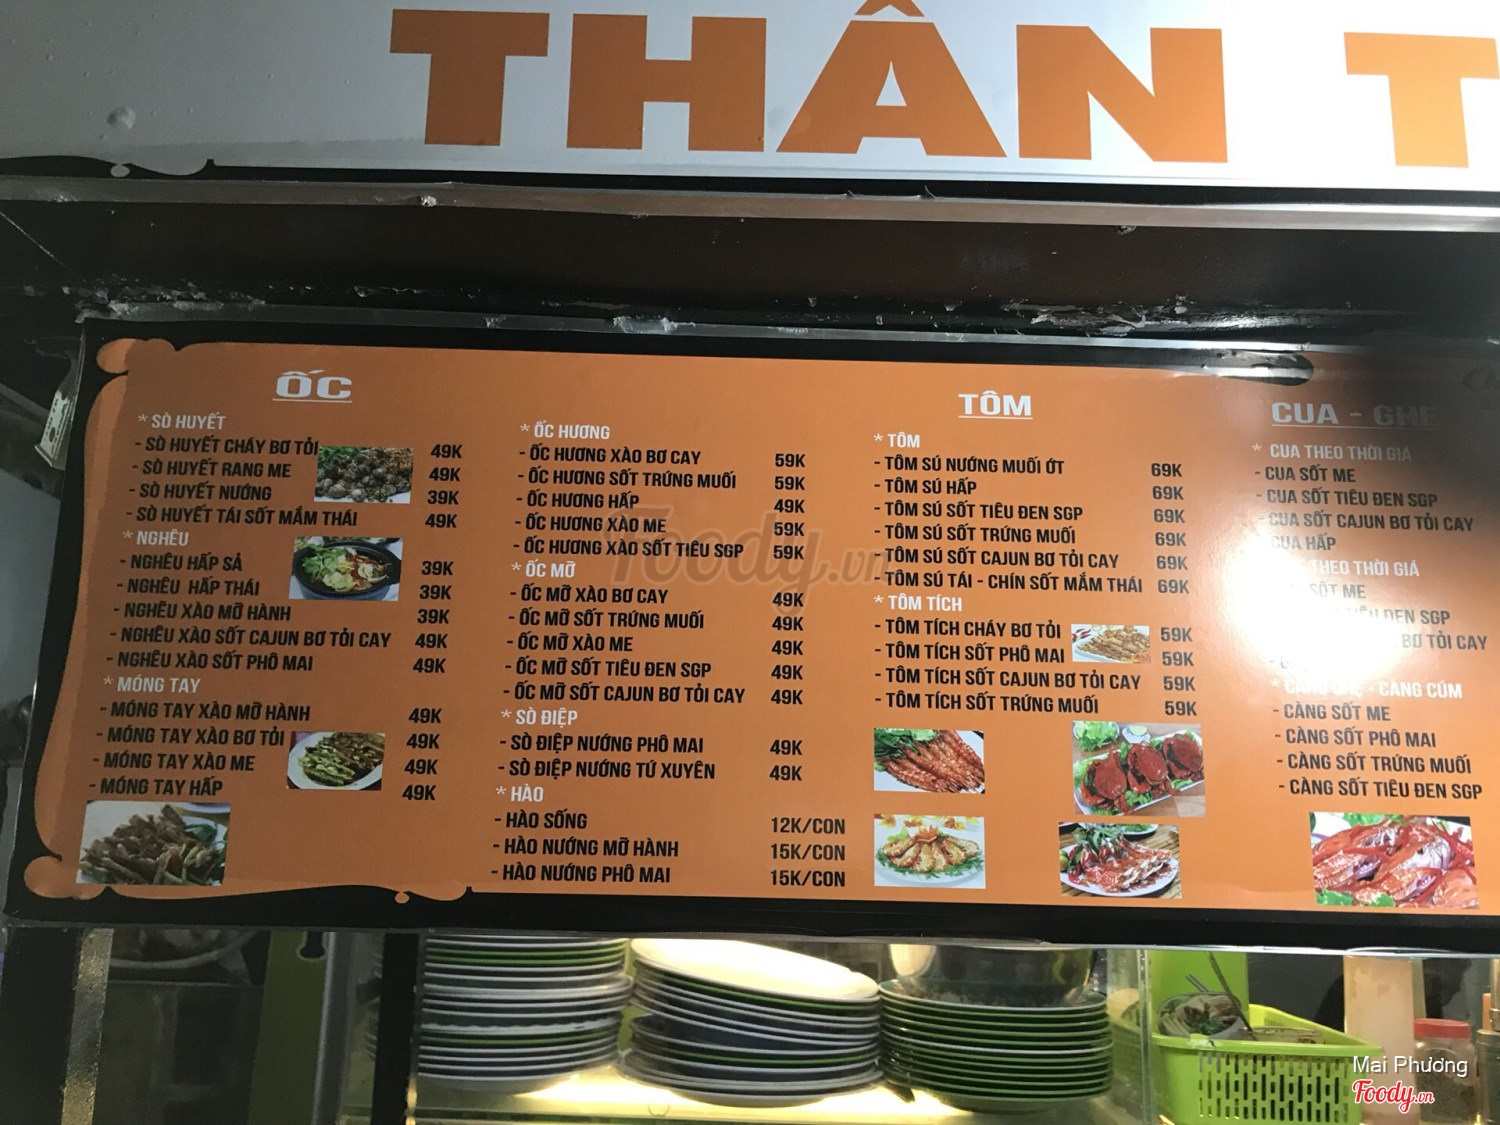 THÂN T
ỐC
* SÒ HUYẾT
- SÒ HUYẾT CHÁY BƠ TỎI 49K
- SÒ HUYẾT RANG ME 49K
- SÒ HUYẾT NƯỚNG 39K
- SÒ HUYẾT TÁI SỐT MẮM THÁI 49K
* NGHÊU
- NGHÊU HẤP SẢ 39K
- NGHÊU HẤP THÁI 39K
- NGHÊU XÀO MỠ HÀNH 39K
- NGHÊU XÀO SỐT CAJUN BƠ TỎI CAY 49K
- NGHÊU XÀO SỐT PHÔ MAI 49K
* MÓNG TAY
- MÓNG TAY XÀO MỠ HÀNH 49K
- MÓNG TAY XÀO BƠ TỎI 49K
- MÓNG TAY XÀO ME 49K
- MÓNG TAY HẤP 49K
* ỐC HƯƠNG
- ỐC HƯƠNG XÀO BƠ CAY 59K
- ỐC HƯƠNG SỐT TRỨNG MUỐI 59K
- ỐC HƯƠNG HẤP 49K
- ỐC HƯƠNG XÀO ME 59K
- ỐC HƯƠNG XÀO SỐT TIÊU SGP 59K
* ỐC MỠ
- ỐC MỠ XÀO BƠ CAY 49K
- ỐC MỠ SỐT TRỨNG MUỐI 49K
- ỐC MỠ XÀO ME 49K
- ỐC MỠ SỐT TIÊU ĐEN SGP 49K
- ỐC MỠ SỐT CAJUN BƠ TỎI CAY 49K
* SÒ ĐIỆP
- SÒ ĐIỆP NƯỚNG PHÔ MAI 49K
- SÒ ĐIỆP NƯỚNG TỨ XUYÊN 49K
* HÀO
- HÀO SỐNG 12K/CON
- HÀO NƯỚNG MỠ HÀNH 15K/CON
- HÀO NƯỚNG PHÔ MAI 15K/CON
TÔM
* TÔM
- TÔM SÚ NƯỚNG MUỐI ỚT 69K
- TÔM SÚ HẤP 69K
- TÔM SÚ SỐT TIÊU ĐEN SGP 69K
- TÔM SÚ SỐT TRỨNG MUỐI 69K
- TÔM SÚ SỐT CAJUN BƠ TỎI CAY 69K
- TÔM SÚ TÁI - CHÍN SỐT MẮM THÁI 69K
* TÔM TÍCH
- TÔM TÍCH CHÁY BƠ TỎI 59K
- TÔM TÍCH SỐT PHÔ MAI 59K
- TÔM TÍCH SỐT CAJUN BƠ TỎI CAY 59K
- TÔM TÍCH SỐT TRỨNG MUỐI 59K
CUA - GHẸ
* CUA THEO THỜI GIÁ
- CUA SỐT ME
- CUA SỐT TIÊU ĐEN SGP
- CUA SỐT CAJUN BƠ TỎI CAY
CUA HẤP
THEO THỜI GIÁ
SỐT ME
TIÊU ĐEN SGP
BƠ TỎI CAY
* CÀNG GHẸ - CÀNG CÚM
- CÀNG SỐT ME
- CÀNG SỐT PHÔ MAI
- CÀNG SỐT TRỨNG MUỐI
- CÀNG SỐT TIÊU ĐEN SGP
Foody.vn
Mai Phương
Foody.vn